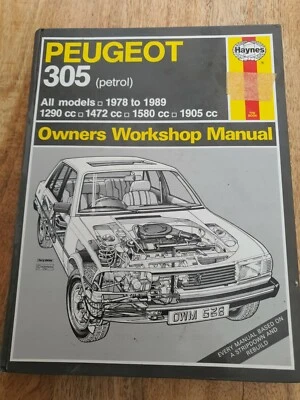 PEUGEOT
Haynes
305 (petrol)
All models □ 1978 to 1989
1290 cc □ 1472 cc □ 1580 cc □ 1905 cc
Owners Workshop Manual
OWM 528
EVERY MANUAL BASED ON
A STRIPDOWN AND
REBUILD